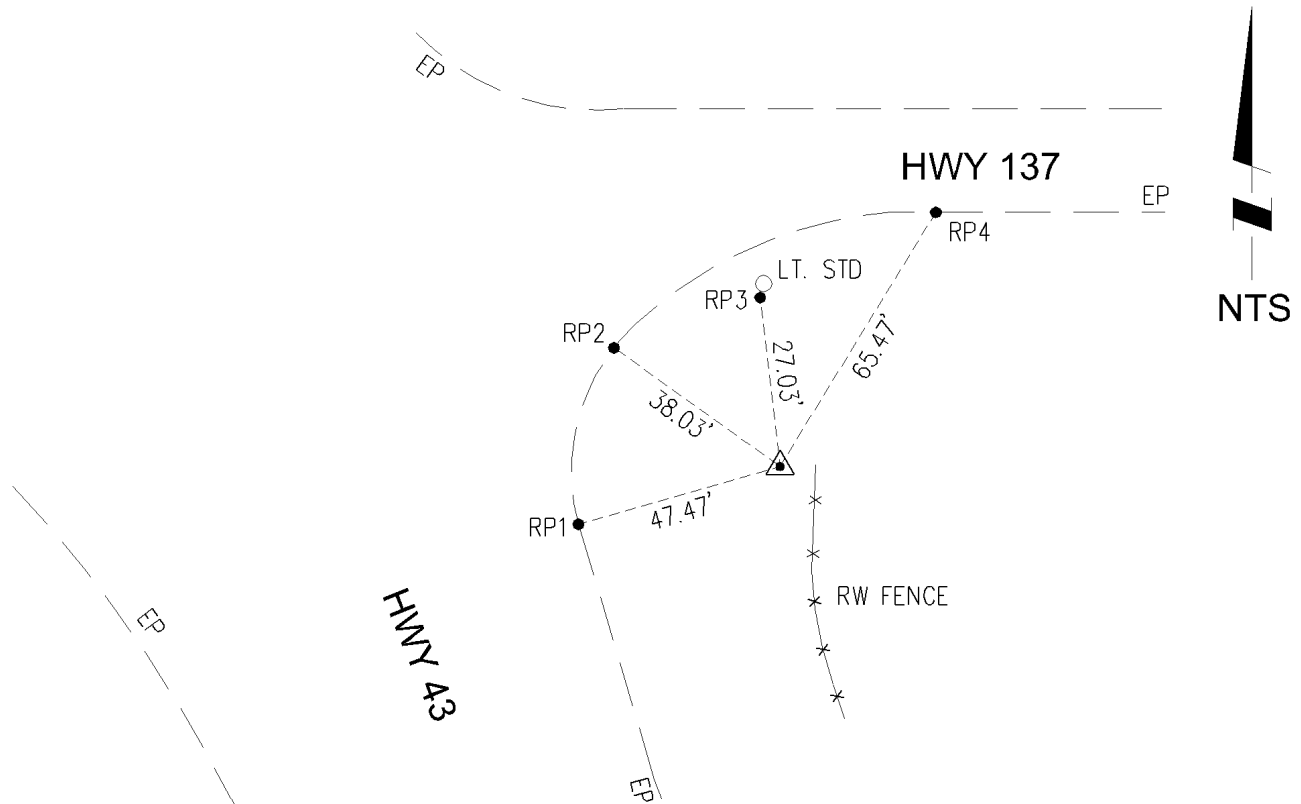 EP
HWY 137
EP
RP4
LT. STD
RP3
NTS
RP2
27.03'
65.47'
38.03'
RP1
47.47'
RW FENCE
EP
HWY 43
EP